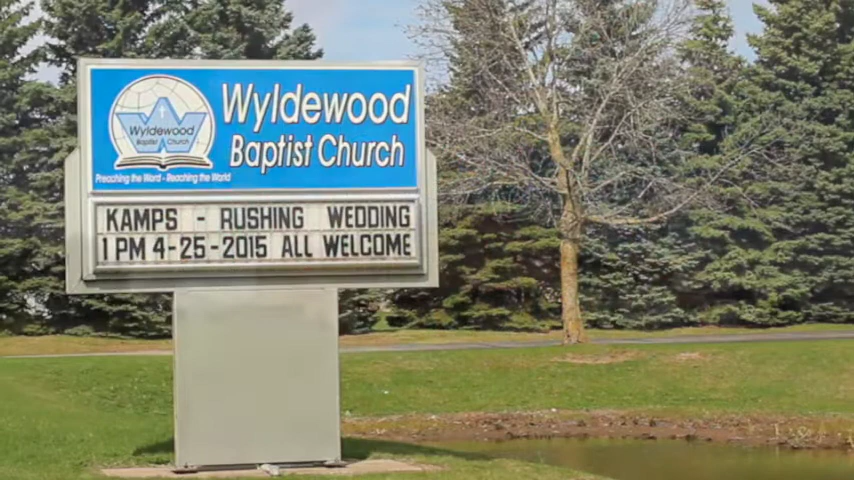 Wyldewood
Baptist Church
Wyldewood
Baptist Church
Preaching the Word - Reaching the World
KAMPS - RUSHING WEDDING
1 PM 4-25-2015 ALL WELCOME